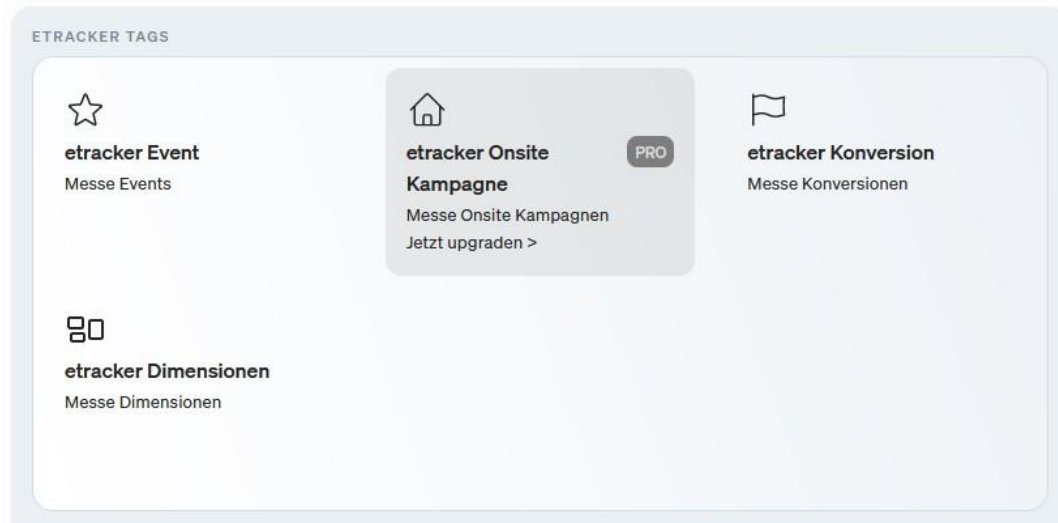 ETRACKER TAGS
etracker Event
Messe Events
etracker Onsite
Kampagne
PRO
Messe Onsite Kampagnen
Jetzt upgraden >
etracker Konversion
Messe Konversionen
etracker Dimensionen
Messe Dimensionen